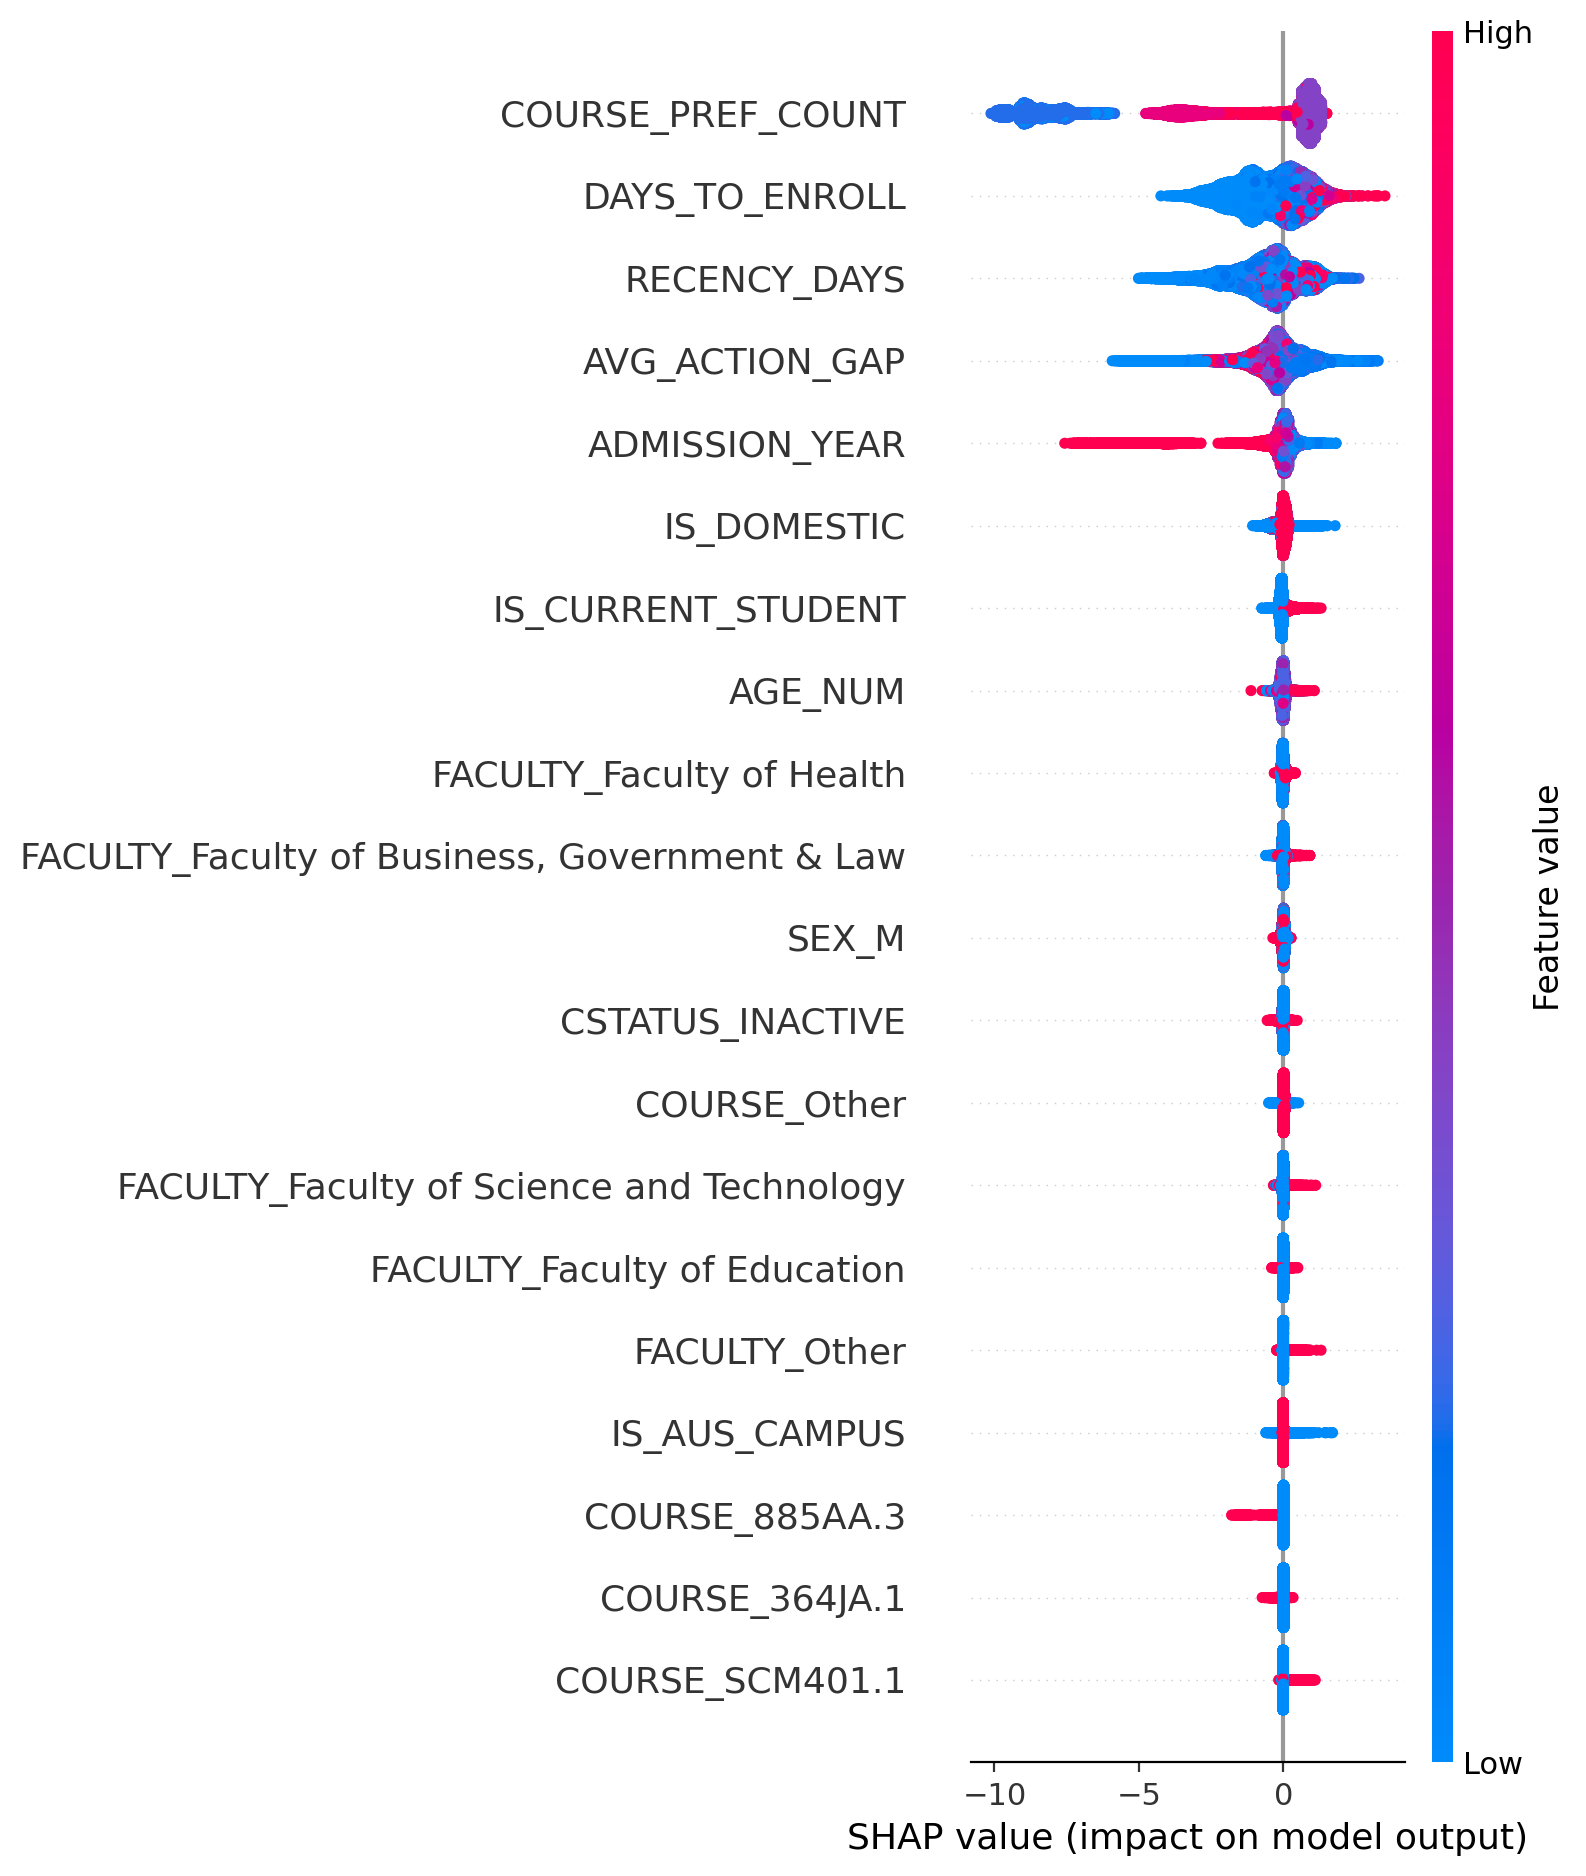 High
COURSE_PREF_COUNT
DAYS_TO_ENROLL
RECENCY_DAYS
AVG_ACTION_GAP
ADMISSION_YEAR
IS_DOMESTIC
IS_CURRENT_STUDENT
AGE_NUM
FACULTY_Faculty of Health
FACULTY_Faculty of Business, Government & Law
SEX_M
CSTATUS_INACTIVE
COURSE_Other
FACULTY_Faculty of Science and Technology
FACULTY_Faculty of Education
FACULTY_Other
IS_AUS_CAMPUS
COURSE_885AA.3
COURSE_364JA.1
COURSE_SCM401.1
Feature value
Low
−10 −5 0
SHAP value (impact on model output)